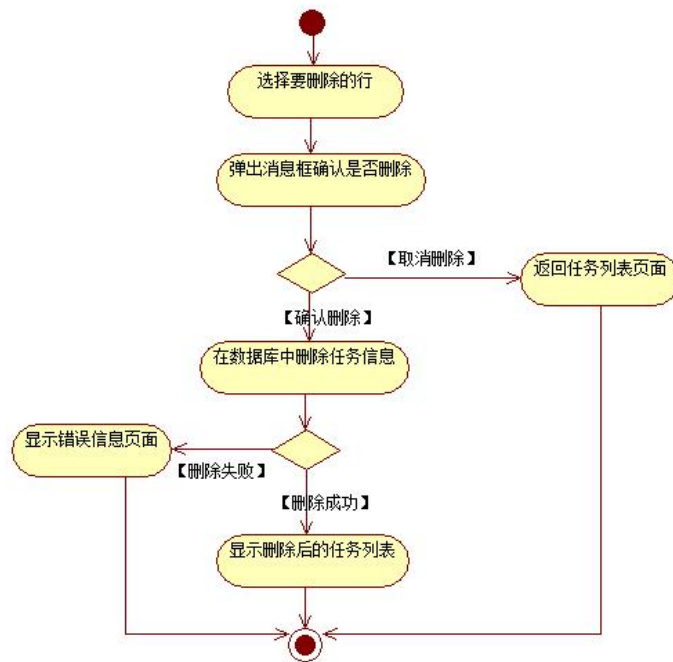 选择要删除的行
弹出消息框确认是否删除
【取消删除】
返回任务列表页面
【确认删除】
在数据库中删除任务信息
显示错误信息页面
【删除失败】
【删除成功】
显示删除后的任务列表